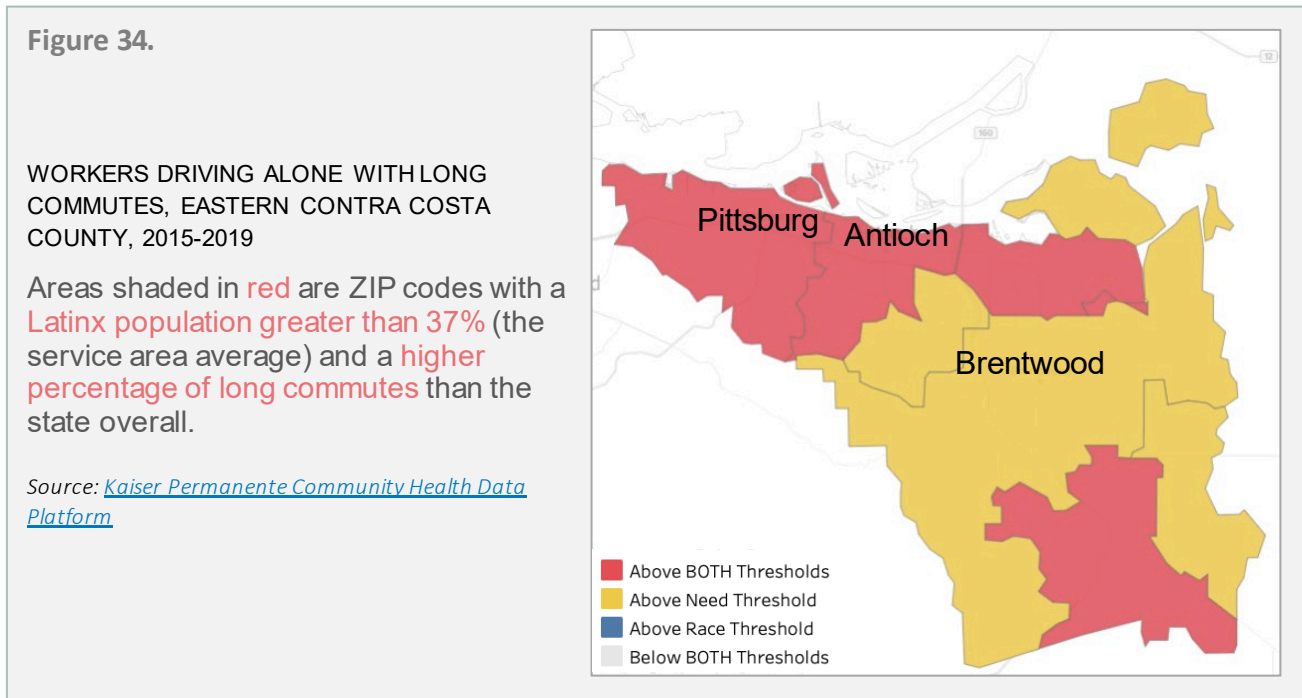 Figure 34.
WORKERS DRIVING ALONE WITH LONG
COMMUTES, EASTERN CONTRA COSTA
COUNTY, 2015-2019
Areas shaded in red are ZIP codes with a
Latinx population greater than 37% (the
service area average) and a higher
percentage of long commutes than the
state overall.
Source: Kaiser Permanente Community Health Data
Platform
12
160
Pittsburg
Antioch
Brentwood
d
Above BOTH Thresholds
Above Need Threshold
Above Race Threshold
Below BOTH Thresholds